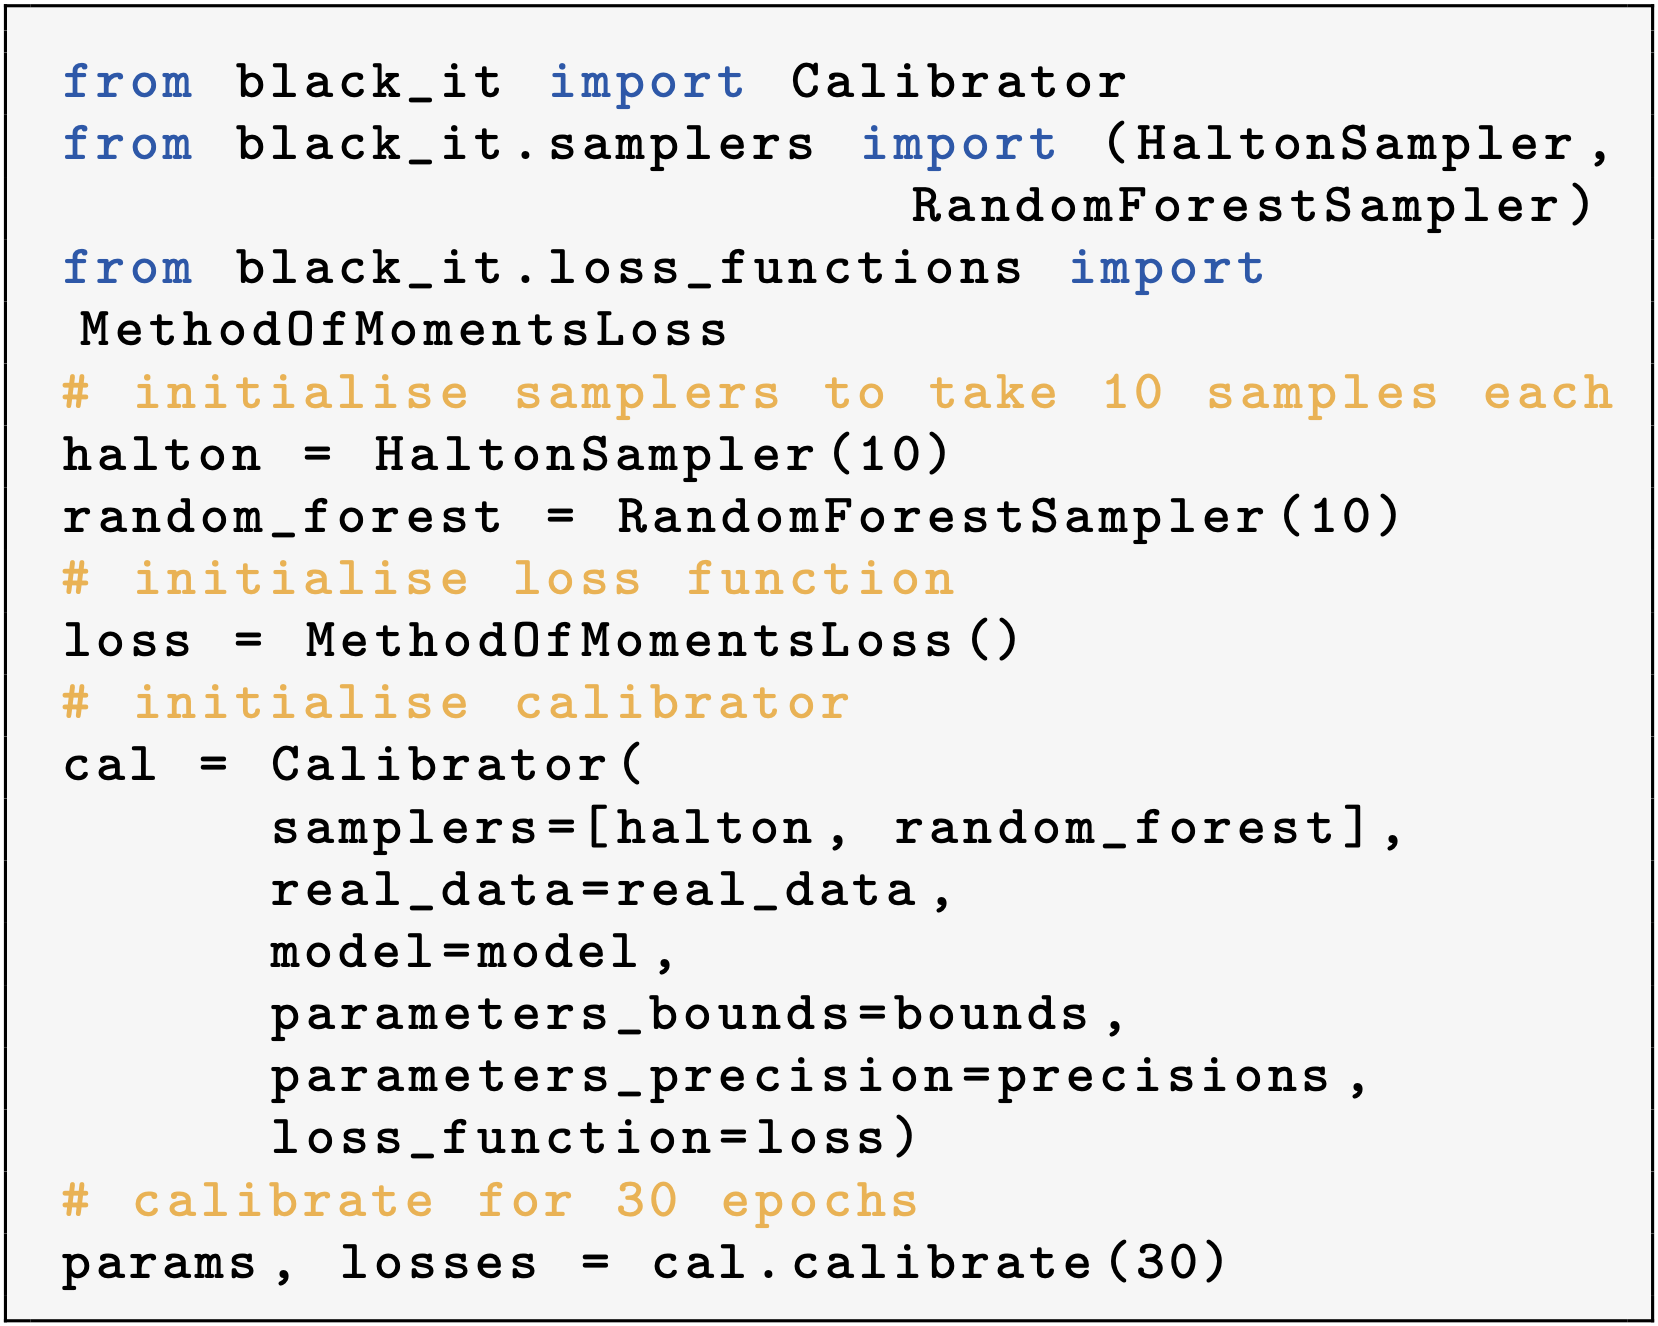 from black_it import Calibrator
from black_it.samplers import (HaltonSampler,
RandomForestSampler)
from black_it.loss_functions import
MethodOfMomentsLoss
# initialise samplers to take 10 samples each
halton = HaltonSampler(10)
random_forest = RandomForestSampler(10)
# initialise loss function
loss = MethodOfMomentsLoss()
# initialise calibrator
cal = Calibrator(
samplers=[halton, random_forest],
real_data=real_data,
model=model,
parameters_bounds=bounds,
parameters_precision=precisions,
loss_function=loss)
# calibrate for 30 epochs
params, losses = cal.calibrate(30)